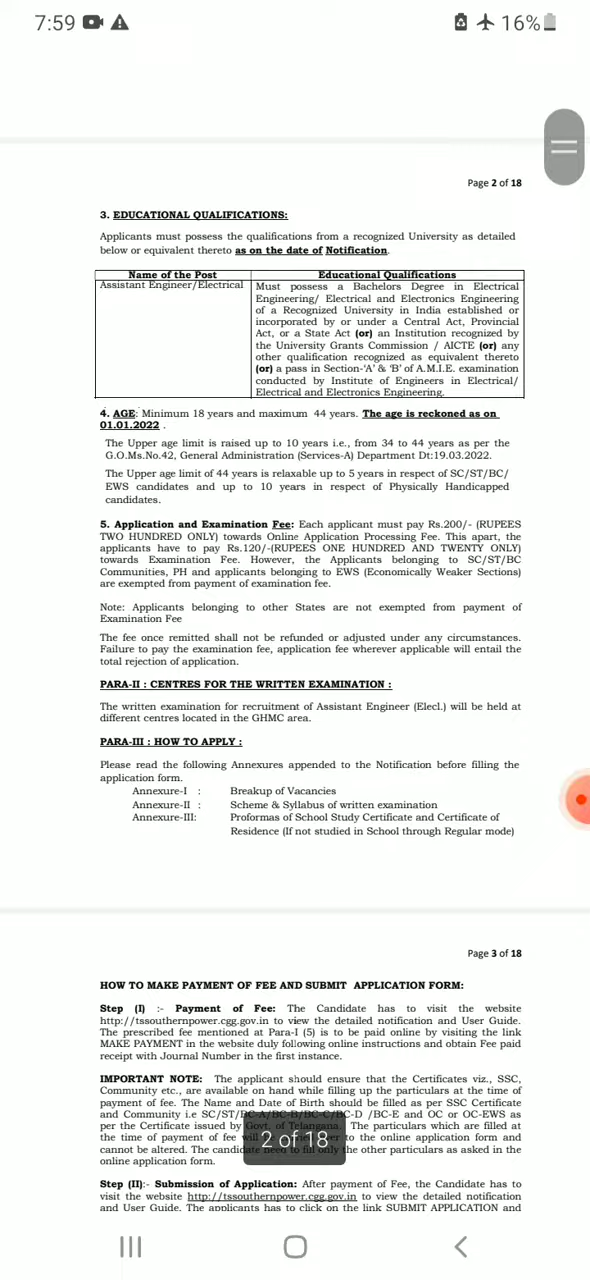 7:59
16%
Page 2 of 18
3. EDUCATIONAL QUALIFICATIONS:
Applicants must possess the qualifications from a recognized University as detailed
below or equivalent thereto as on the date of Notification.
Name of the Post Educational Qualifications
Assistant Engineer/Electrical Must possess a Bachelors Degree in Electrical
Engineering/ Electrical and Electronics Engineering
of a Recognized University in India established or
incorporated by or under a Central Act, Provincial
Act, or a State Act (or) an Institution recognized by
the University Grants Commission / AICTE (or) any
other qualification recognized as equivalent thereto
(or) a pass in Section-‘A’ & ‘B’ of A.M.I.E. examination
conducted by Institute of Engineers in Electrical/
Electrical and Electronics Engineering.
4. AGE: Minimum 18 years and maximum 44 years. The age is reckoned as on
01.01.2022 .
The Upper age limit is raised up to 10 years i.e., from 34 to 44 years as per the
G.O.Ms.No.42, General Administration (Services-A) Department Dt:19.03.2022.
The Upper age limit of 44 years is relaxable up to 5 years in respect of SC/ST/BC/
EWS candidates and up to 10 years in respect of Physically Handicapped
candidates.
5. Application and Examination Fee: Each applicant must pay Rs.200/- (RUPEES
TWO HUNDRED ONLY) towards Online Application Processing Fee. This apart, the
applicants have to pay Rs.120/-(RUPEES ONE HUNDRED AND TWENTY ONLY)
towards Examination Fee. However, the Applicants belonging to SC/ST/BC
Communities, PH and applicants belonging to EWS (Economically Weaker Sections)
are exempted from payment of examination fee.
Note: Applicants belonging to other States are not exempted from payment of
Examination Fee
The fee once remitted shall not be refunded or adjusted under any circumstances.
Failure to pay the examination fee, application fee wherever applicable will entail the
total rejection of application.
PARA-II : CENTRES FOR THE WRITTEN EXAMINATION :
The written examination for recruitment of Assistant Engineer (Elecl.) will be held at
different centres located in the GHMC area.
PARA-III : HOW TO APPLY :
Please read the following Annexures appended to the Notification before filling the
application form.
Annexure-I : Breakup of Vacancies
Annexure-II : Scheme & Syllabus of written examination
Annexure-III: Proformas of School Study Certificate and Certificate of
Residence (If not studied in School through Regular mode)
Page 3 of 18
HOW TO MAKE PAYMENT OF FEE AND SUBMIT APPLICATION FORM:
Step (I) :- Payment of Fee: The Candidate has to visit the website
http://tssouthernpower.cgg.gov.in to view the detailed notification and User Guide.
The prescribed fee mentioned at Para-I (5) is to be paid online by visiting the link
MAKE PAYMENT in the website duly following online instructions and obtain Fee paid
receipt with Journal Number in the first instance.
IMPORTANT NOTE: The applicant should ensure that the Certificates viz., SSC,
Community etc., are available on hand while filling up the particulars at the time of
payment of fee. The Name and Date of Birth should be filled as per SSC Certificate
and Community i.e SC/ST/BC-A/BC-B/BC-C/BC-D /BC-E and OC or OC-EWS as
per the Certificate issued by Govt. of Telangana. The particulars which are filled at
the time of payment of fee will to the online application form and
cannot be altered. The candidate need to fill only the other particulars as asked in the
online application form.
2 of 18
Step (II):- Submission of Application: After payment of Fee, the Candidate has to
visit the website http://tssouthernpower.cgg.gov.in to view the detailed notification
and User Guide. The applicants has to click on the link SUBMIT APPLICATION and